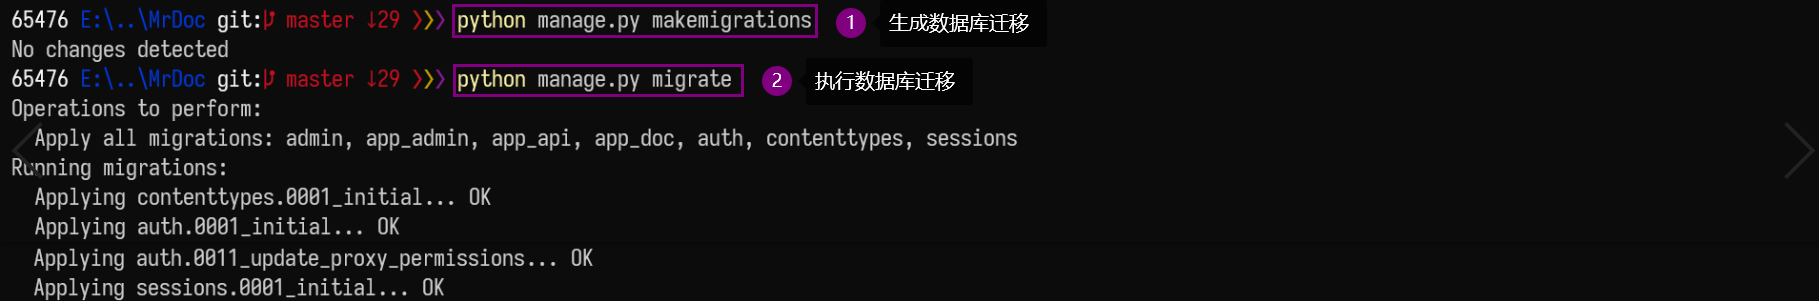 65476 E:\..\MrDoc git: master ↓29 ❯❯❯ python manage.py makemigrations 1 生成数据库迁移
No changes detected
65476 E:\..\MrDoc git: master ↓29 ❯❯❯ python manage.py migrate 2 执行数据库迁移
Operations to perform:
  Apply all migrations: admin, app_admin, app_api, app_doc, auth, contenttypes, sessions
Running migrations:
  Applying contenttypes.0001_initial... OK
  Applying auth.0001_initial... OK
  Applying auth.0011_update_proxy_permissions... OK
  Applying sessions.0001_initial... OK